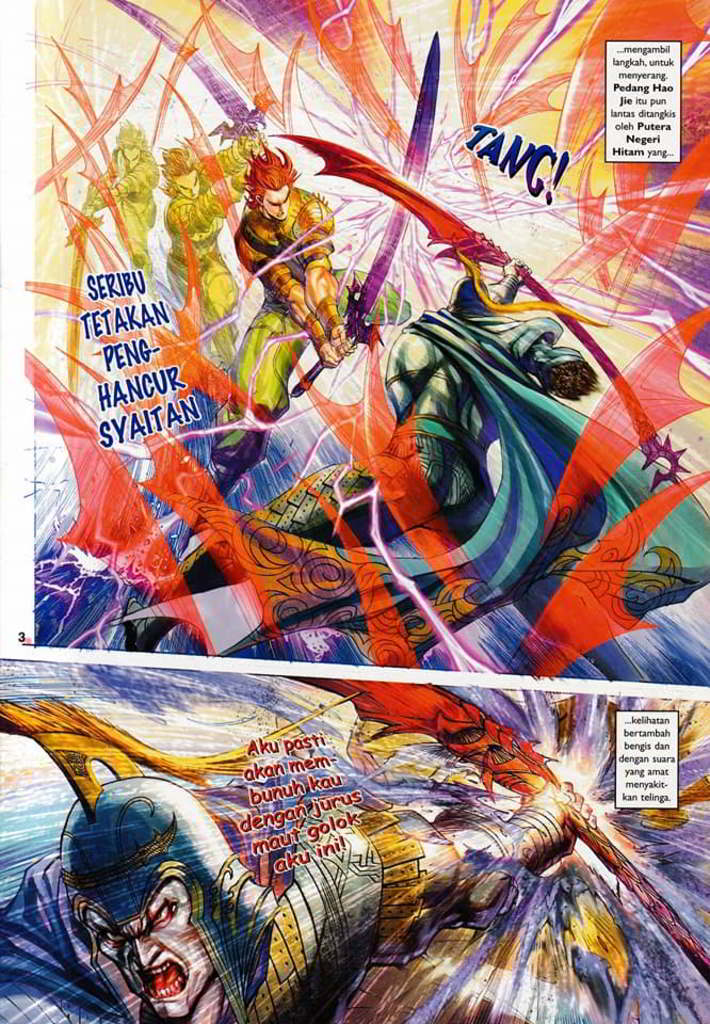 ...mengambil
langkah, untuk
menyerang.
Pedang Hao
Jie itu pun
lantas ditangkis
oleh Putera
Negeri
Hitam yang...
TANG!
SERIBU
TETAKAN
PENG-
HANCUR
SYAITAN
3
...kelihatan
bertambah
bengis dan
dengan suara
yang amat
menyakit-
kan telinga.
Aku pasti
akan mem-
bunuh kau
dengan jurus
maut golok
aku ini!